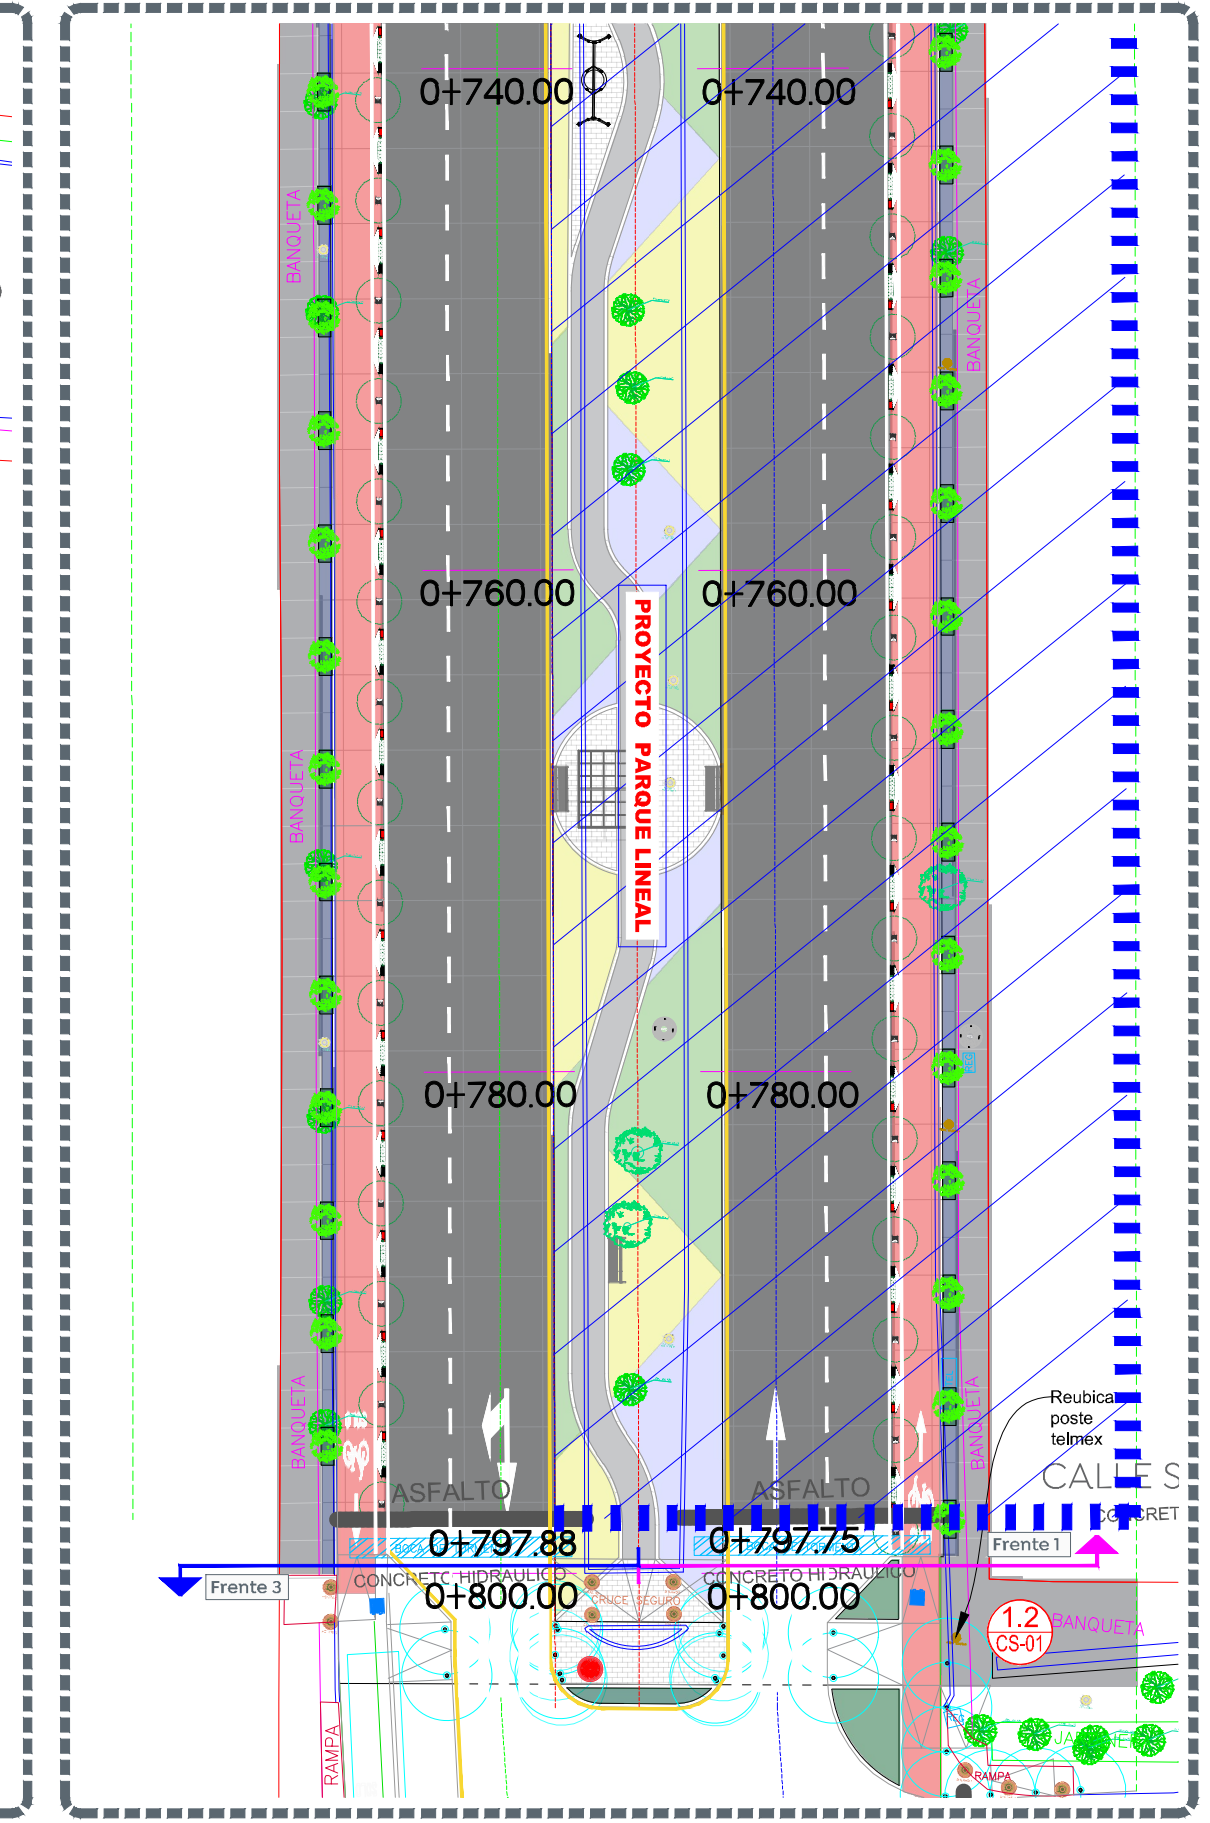 0+740.00
0+740.00
BANQUETA
BANQUETA
0+760.00
0+760.00
PROYECTO PARQUE LINEAL
BANQUETA
0+780.00
0+780.00
REG
BANQUETA
BANQUETA
Reubica
poste
telmex
CALLE S
ASFALTO
ASFALTO
0+797.88
0+797.75
Frente 1
Frente 3
CONCRETO HIDRAULICO
CONCRETO HIDRAULICO
0+800.00
0+800.00
CRUCE SEGURO
1.2
CS-01
BANQUETA
REG
RAMPA
RAMPA